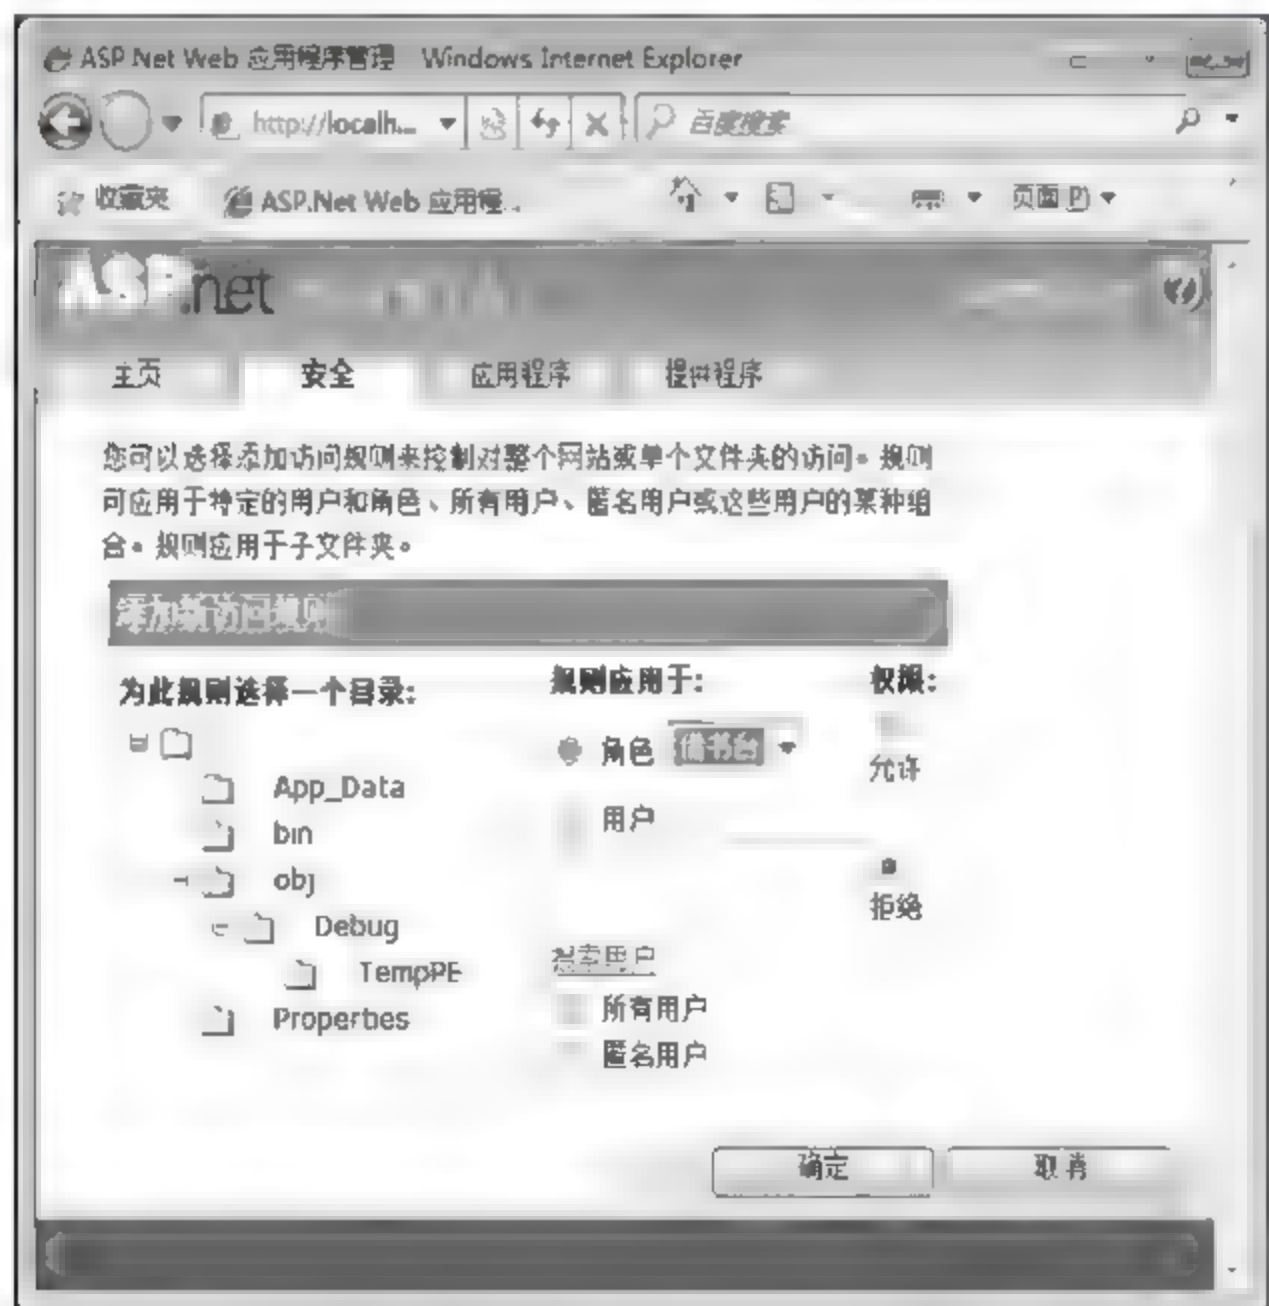 ASP.Net Web 应用程序管理 Windows Internet Explorer
http://localh... 百度搜索
收藏夹 ASP.Net Web 应用程... 页面(P)
ASP.net
主页 安全 应用程序 提供程序
您可以选择添加访问规则来控制对整个网站或单个文件夹的访问。规则
可应用于特定的用户和角色、所有用户、匿名用户或这些用户的某种组
合。规则应用于子文件夹。
添加新访问规则
为此规则选择一个目录: 规则应用于: 权限:
角色 借书台
允许
App_Data
用户
bin
obj
拒绝
Debug
搜索用户
TempPE
所有用户
Properties
匿名用户
确定 取消